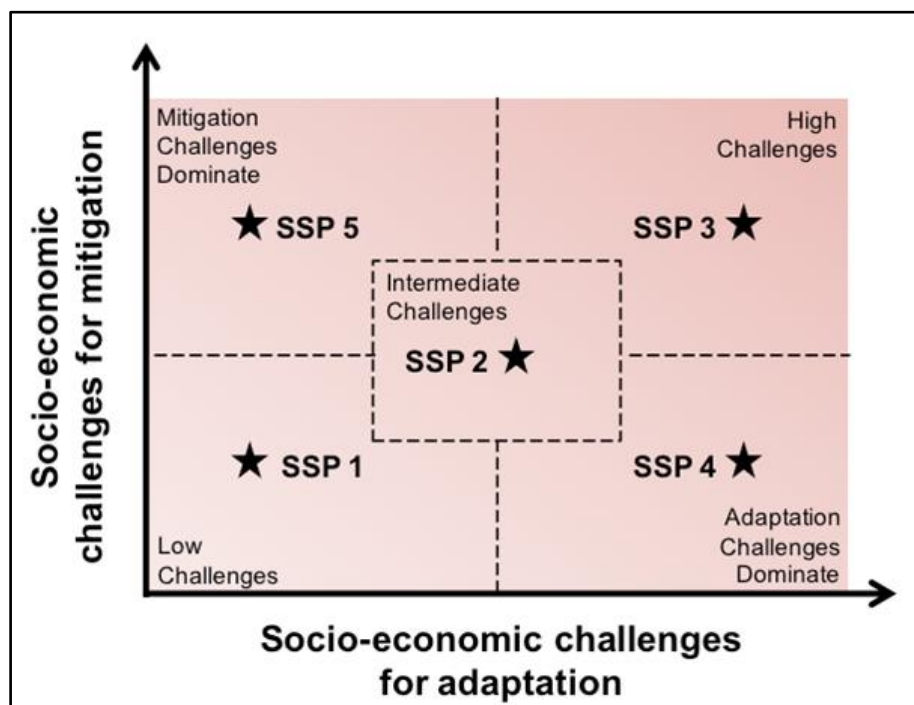 Socio-economic
challenges for mitigation
Mitigation
Challenges
Dominate
High
Challenges
SSP 5
SSP 3
Intermediate
Challenges
SSP 2
SSP 1
SSP 4
Low
Challenges
Adaptation
Challenges
Dominate
Socio-economic challenges
for adaptation